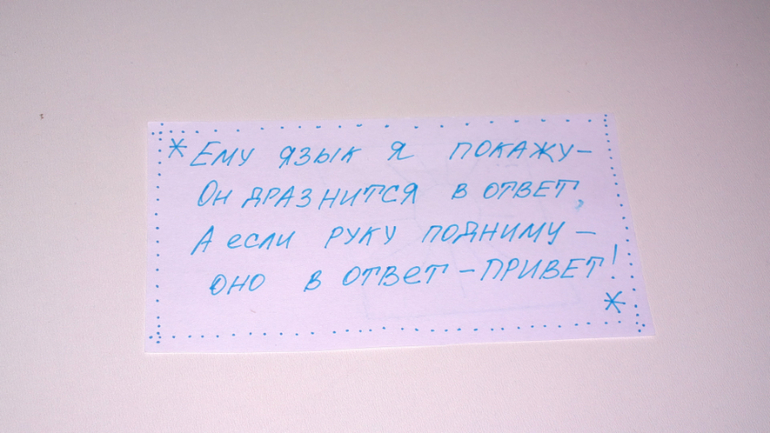 * Ему язык я покажу-
Он дразнится в ответ,
А если руку подниму -
оно в ответ - привет!
*